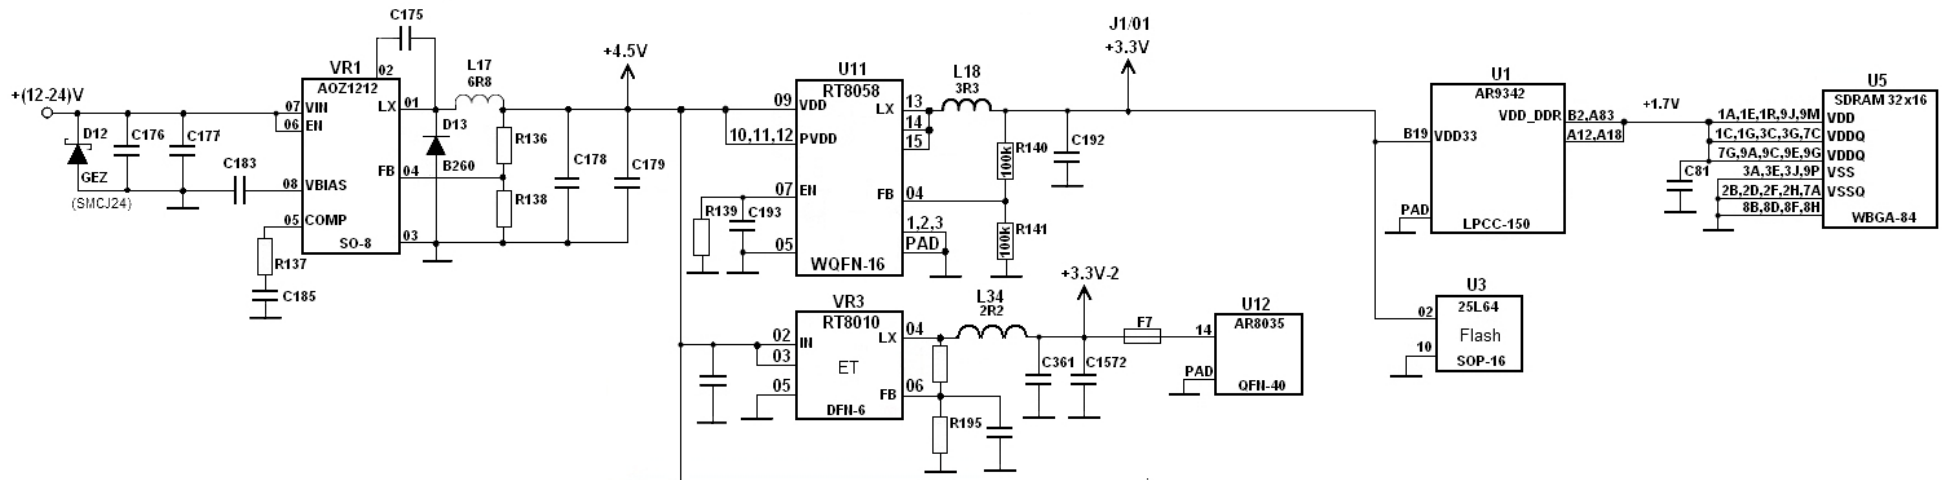 +(12-24)V
D12
GEZ
(SMCJ24)
C176
C177
C183
R137
C185
C175
02
VR1
AOZ1212
07 VIN
06 EN
LX 01
FB 04
08 VBIAS
05 COMP
03
SO-8
L17
6R8
D13
B260
R136
R138
C178
C179
+4.5V
U11
RT8058
09 VDD
10,11,12 PVDD
LX 13
14
15
07 EN
FB 04
1,2,3
05
PAD
WQFN-16
R139
C193
L18
3R3
R140
100k
R141
100k
C192
J1/01
+3.3V
VR3
RT8010
02 IN
03
LX 04
ET
05
FB 06
DFN-6
L34
2R2
R195
C361
C1572
+3.3V-2
F7
U12
14 AR8035
PAD
QFN-40
U1
AR9342
VDD_DDR B2,A83
A12,A18
B19 VDD33
PAD
LPCC-150
+1.7V
C81
U5
SDRAM 32x16
1A,1E,1R,9J,9M VDD
1C,1G,3C,3G,7C VDDQ
7G,9A,9C,9E,9G VDDQ
3A,3E,3J,9P VSS
2B,2D,2F,2H,7A VSSQ
8B,8D,8F,8H
WBGA-84
U3
02 25L64
Flash
10
SOP-16